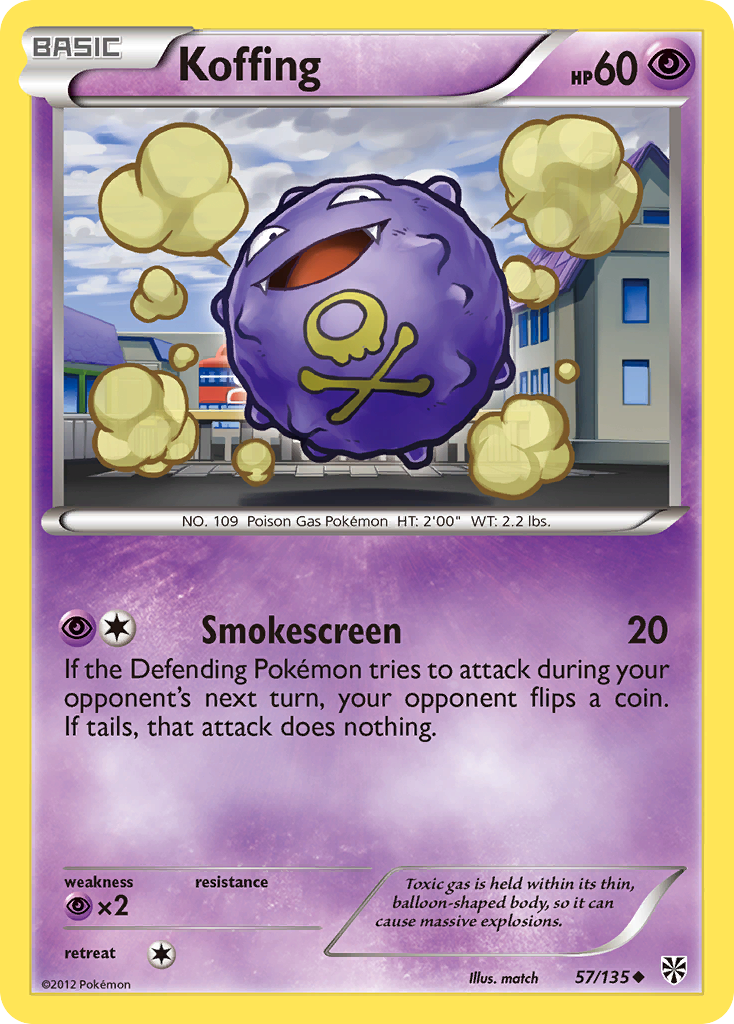 BASIC
Koffing
HP60
NO. 109 Poison Gas Pokémon HT: 2'00" WT: 2.2 lbs.
Smokescreen 20
If the Defending Pokémon tries to attack during your
opponent's next turn, your opponent flips a coin.
If tails, that attack does nothing.
weakness resistance
×2
retreat
Toxic gas is held within its thin,
balloon-shaped body, so it can
cause massive explosions.
©2012 Pokémon
Illus. match 57/135